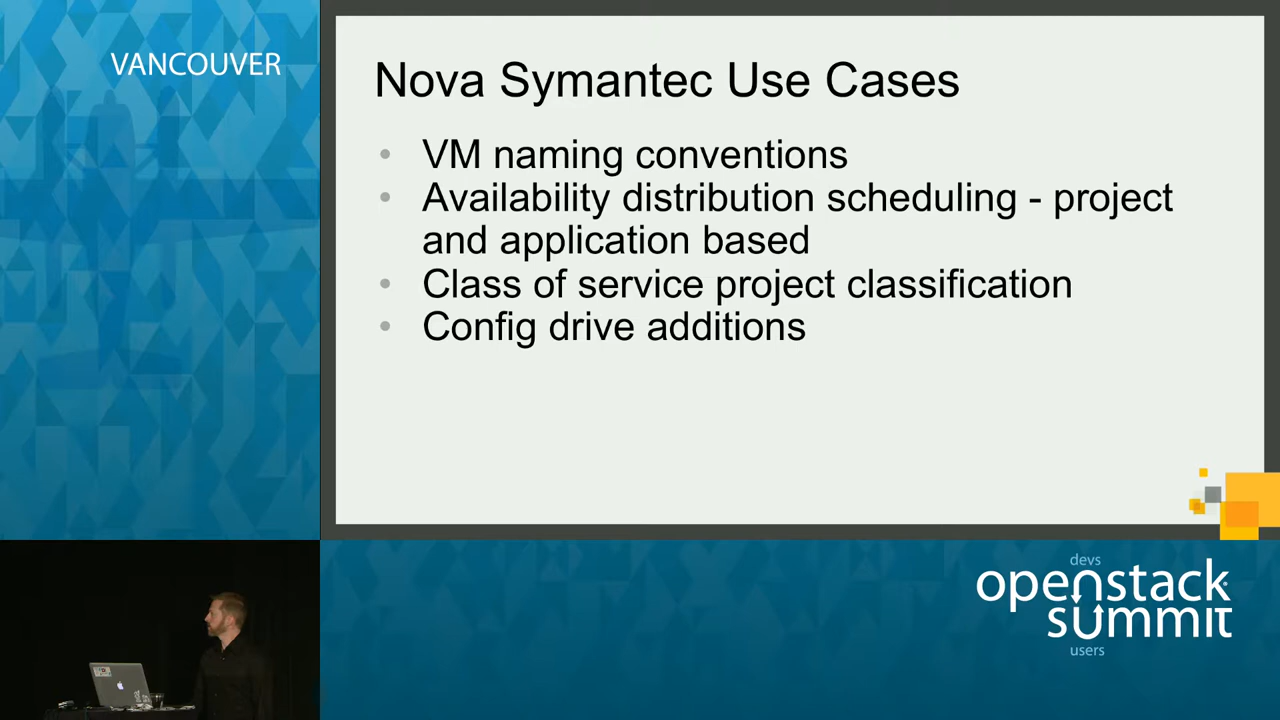 VANCOUVER
Nova Symantec Use Cases
• VM naming conventions
• Availability distribution scheduling - project
and application based
• Class of service project classification
• Config drive additions
devs
openstack
summit
users